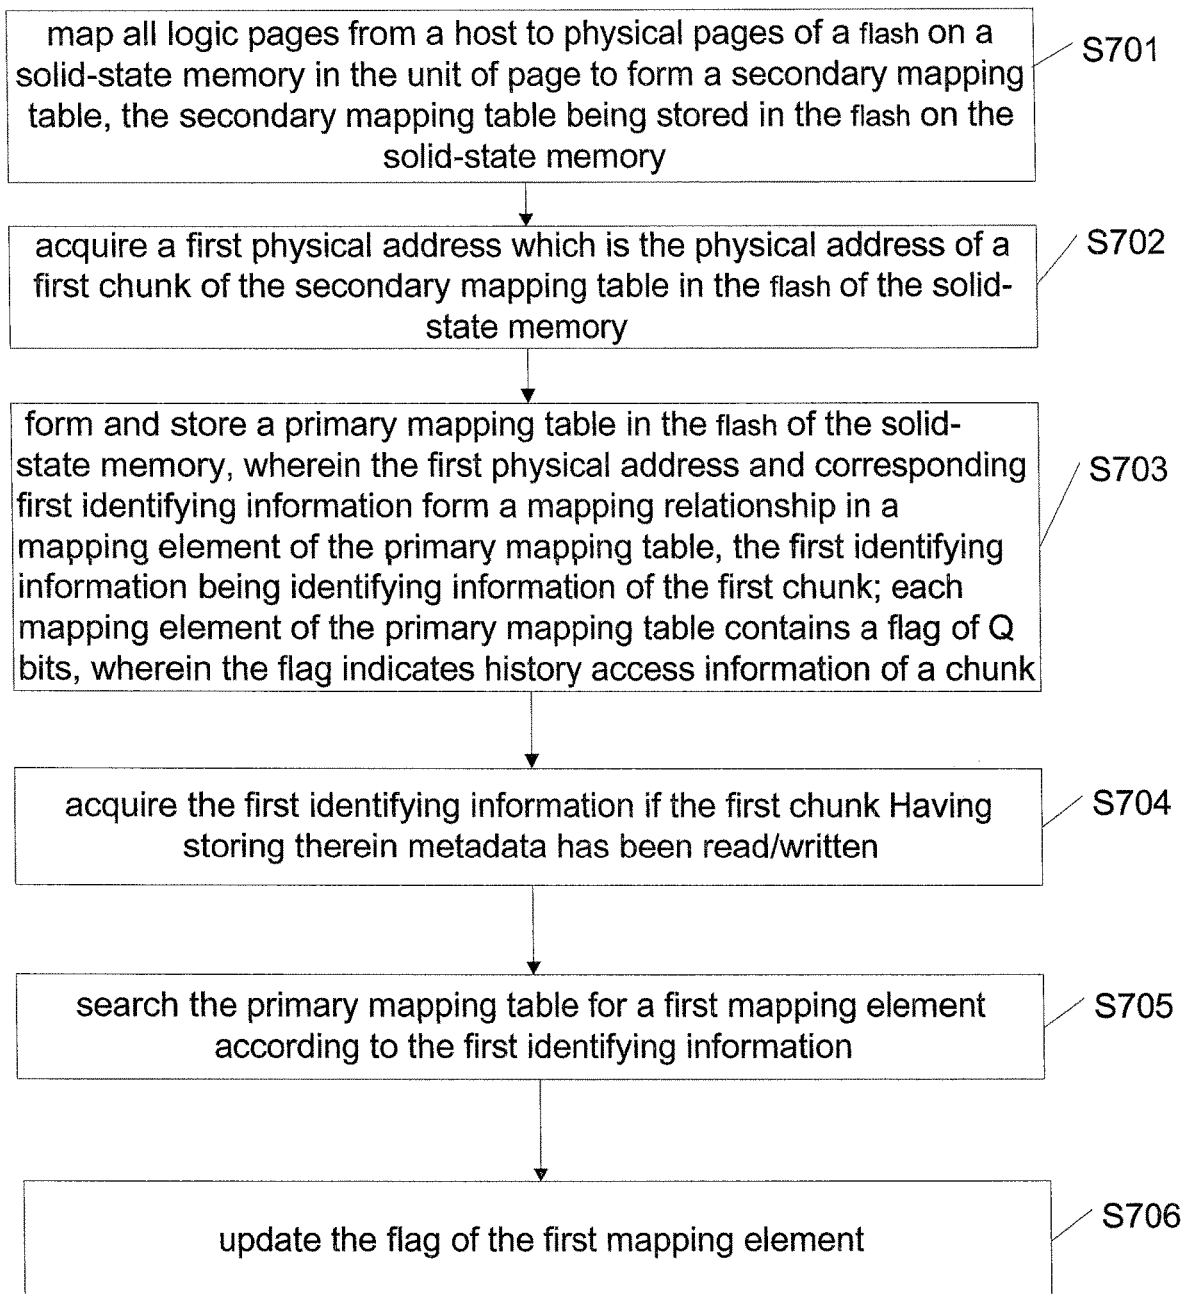 map all logic pages from a host to physical pages of a flash on a
solid-state memory in the unit of page to form a secondary mapping
table, the secondary mapping table being stored in the flash on the
solid-state memory
S701
acquire a first physical address which is the physical address of a
first chunk of the secondary mapping table in the flash of the solid-
state memory
S702
form and store a primary mapping table in the flash of the solid-
state memory, wherein the first physical address and corresponding
first identifying information form a mapping relationship in a
mapping element of the primary mapping table, the first identifying
information being identifying information of the first chunk; each
mapping element of the primary mapping table contains a flag of Q
bits, wherein the flag indicates history access information of a chunk
S703
acquire the first identifying information if the first chunk Having
storing therein metadata has been read/written
S704
search the primary mapping table for a first mapping element
according to the first identifying information
S705
update the flag of the first mapping element
S706